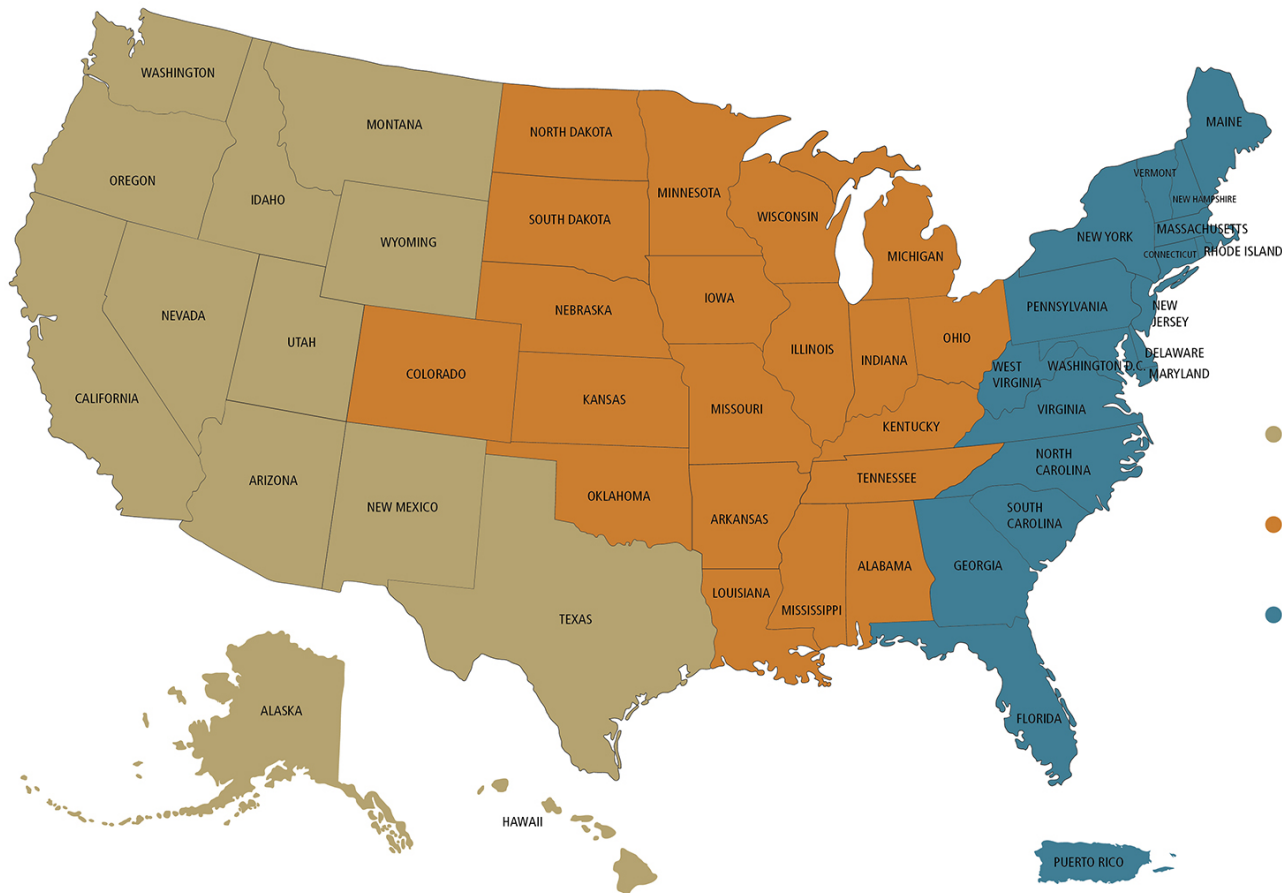 WASHINGTON
MONTANA
NORTH DAKOTA
MAINE
OREGON
IDAHO
MINNESOTA
VERMONT
NEW HAMPSHIRE
WYOMING
SOUTH DAKOTA
WISCONSIN
NEW YORK
MASSACHUSETTS
MICHIGAN
CONNECTICUT
RHODE ISLAND
NEVADA
NEBRASKA
IOWA
PENNSYLVANIA
NEW
JERSEY
UTAH
ILLINOIS
INDIANA
OHIO
DELAWARE
COLORADO
WEST
VIRGINIA
WASHINGTON D.C.
MARYLAND
CALIFORNIA
KANSAS
MISSOURI
VIRGINIA
KENTUCKY
NORTH
CAROLINA
ARIZONA
NEW MEXICO
OKLAHOMA
TENNESSEE
ARKANSAS
SOUTH
CAROLINA
ALABAMA
GEORGIA
LOUISIANA
MISSISSIPPI
TEXAS
ALASKA
FLORIDA
HAWAII
PUERTO RICO